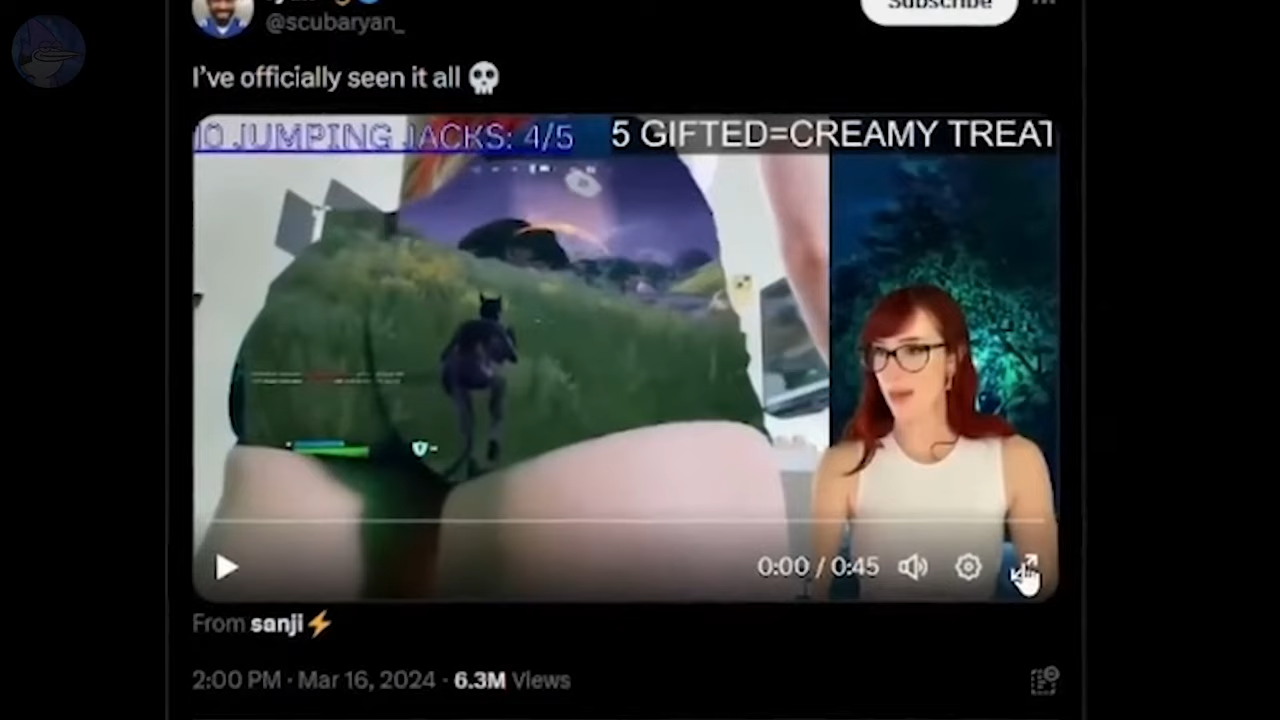 Subscribe
@scubaryan_
I've officially seen it all 💀
10 JUMPING JACKS: 4/5
5 GIFTED=CREAMY TREAT
0:00 / 0:45
From sanji⚡
2:00 PM · Mar 16, 2024 · 6.3M Views